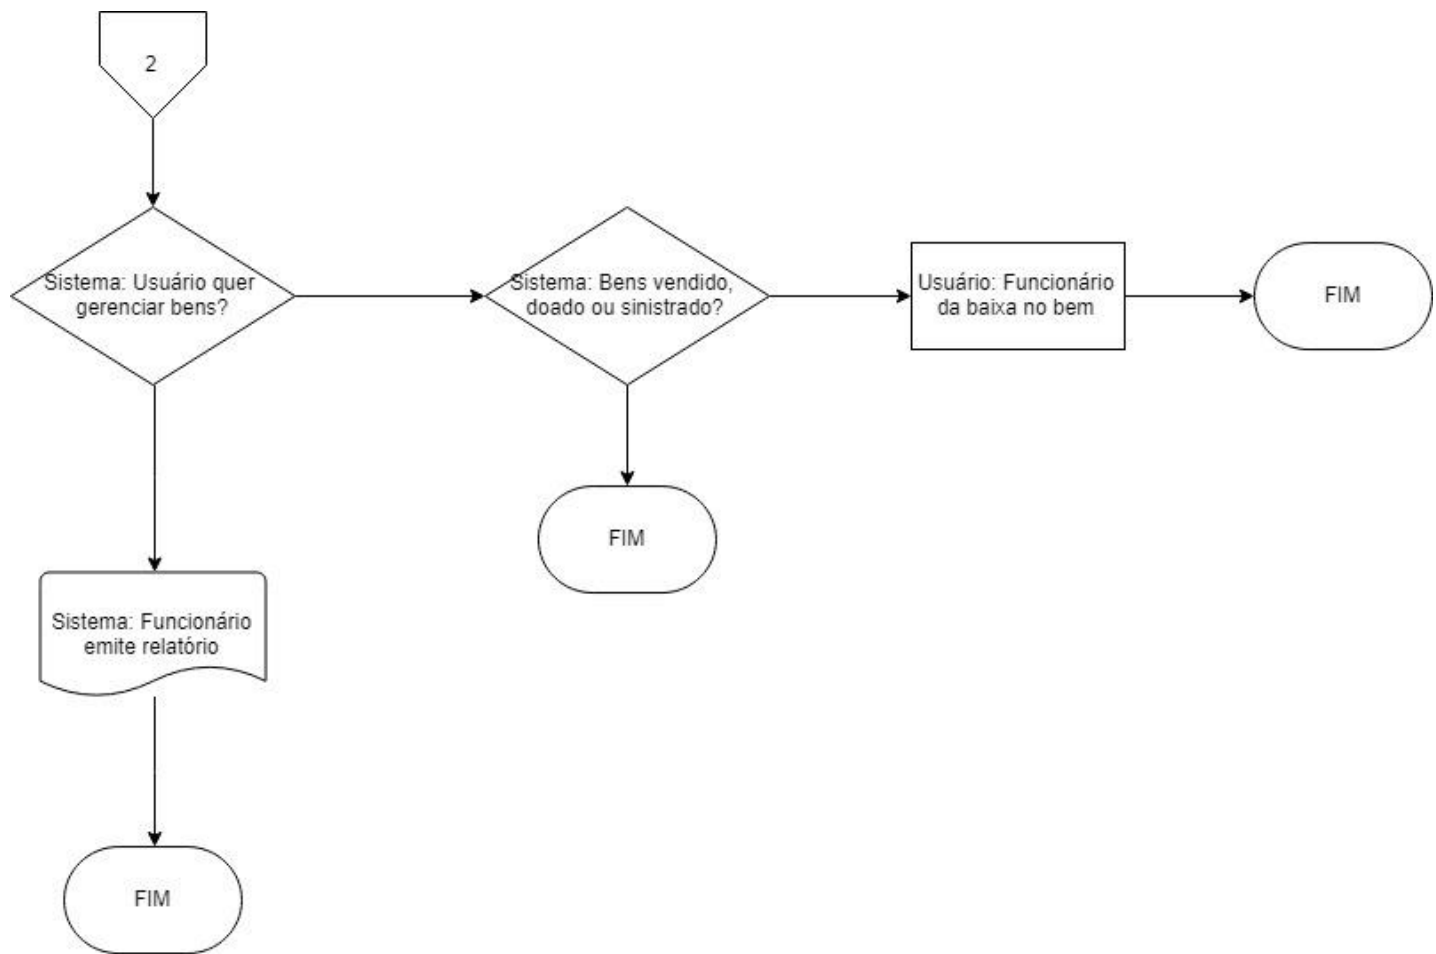 2
Sistema: Usuário quer
gerenciar bens?
Sistema: Bens vendido,
doado ou sinistrado?
Usuário: Funcionário
da baixa no bem
FIM
FIM
Sistema: Funcionário
emite relatório
FIM